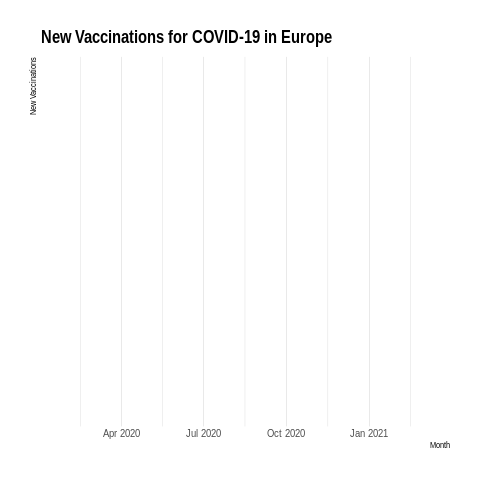 New Vaccinations for COVID-19 in Europe
New Vaccinations
Apr 2020
Jul 2020
Oct 2020
Jan 2021
Month